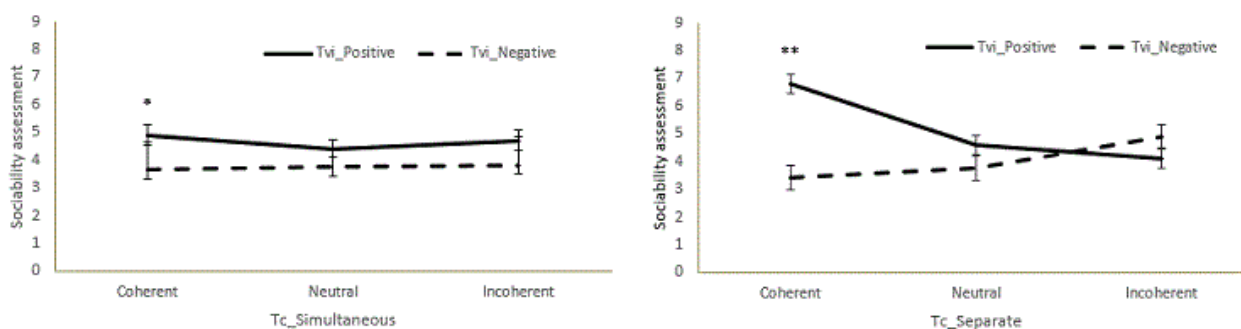 9
8
7
6
5
4
3
2
1
0
Sociability assessment
Tvi_Positive
Tvi_Negative
*
Coherent
Neutral
Incoherent
Tc_Simultaneous
9
8
7
6
5
4
3
2
1
0
Sociability assessment
Tvi_Positive
Tvi_Negative
**
Coherent
Neutral
Incoherent
Tc_Separate